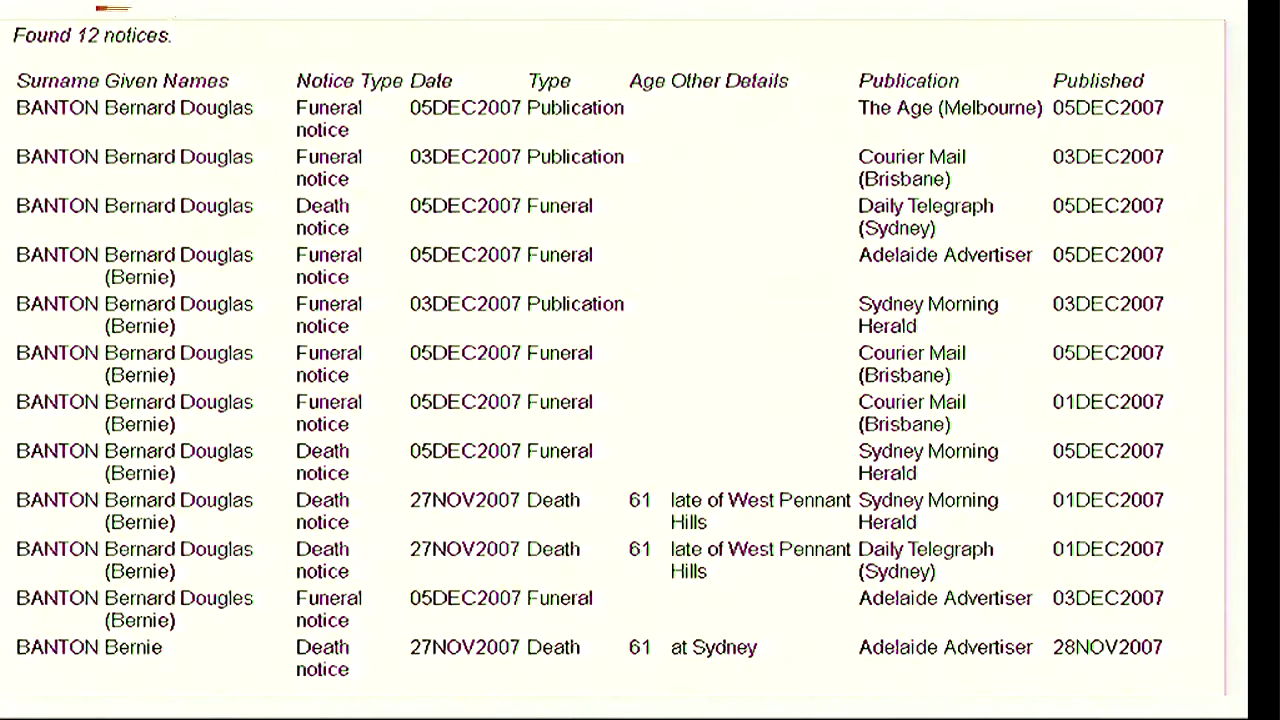 Found 12 notices.
Surname Given Names Notice Type Date Type Age Other Details Publication Published
BANTON Bernard Douglas Funeral 05DEC2007 Publication The Age (Melbourne) 05DEC2007
notice
BANTON Bernard Douglas Funeral 03DEC2007 Publication Courier Mail 03DEC2007
notice (Brisbane)
BANTON Bernard Douglas Death 05DEC2007 Funeral Daily Telegraph 05DEC2007
notice (Sydney)
BANTON Bernard Douglas Funeral 05DEC2007 Funeral Adelaide Advertiser 05DEC2007
(Bernie) notice
BANTON Bernard Douglas Funeral 03DEC2007 Publication Sydney Morning 03DEC2007
(Bernie) notice Herald
BANTON Bernard Douglas Funeral 05DEC2007 Funeral Courier Mail 05DEC2007
(Bernie) notice (Brisbane)
BANTON Bernard Douglas Funeral 05DEC2007 Funeral Courier Mail 01DEC2007
(Bernie) notice (Brisbane)
BANTON Bernard Douglas Death 05DEC2007 Funeral Sydney Morning 05DEC2007
(Bernie) notice Herald
BANTON Bernard Douglas Death 27NOV2007 Death 61 late of West Pennant Sydney Morning 01DEC2007
(Bernie) notice Hills Herald
BANTON Bernard Douglas Death 27NOV2007 Death 61 late of West Pennant Daily Telegraph 01DEC2007
(Bernie) notice Hills (Sydney)
BANTON Bernard Dougles Funeral 05DEC2007 Funeral Adelaide Advertiser 03DEC2007
(Bernie) notice
BANTON Bernie Death 27NOV2007 Death 61 at Sydney Adelaide Advertiser 28NOV2007
notice